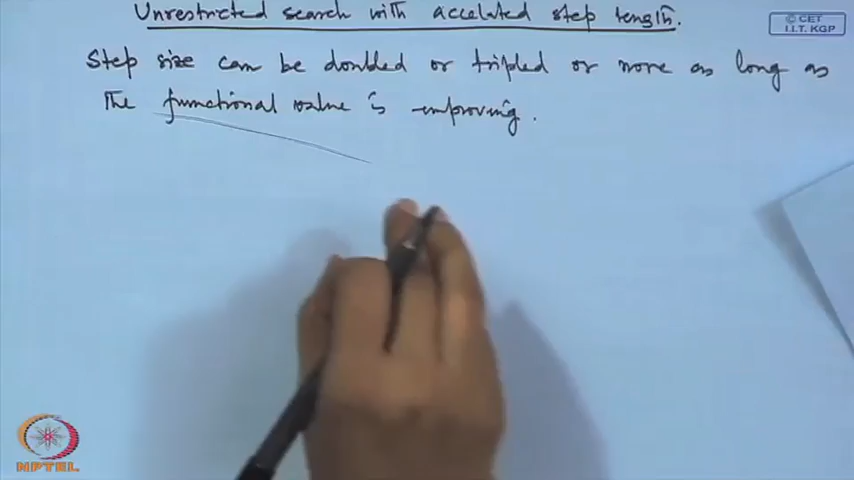 Unrestricted search with accelated step length.
© CET
I.I.T. KGP
Step size can be doubled or tripled or more as long as
the functional value is improving.
NPTEL